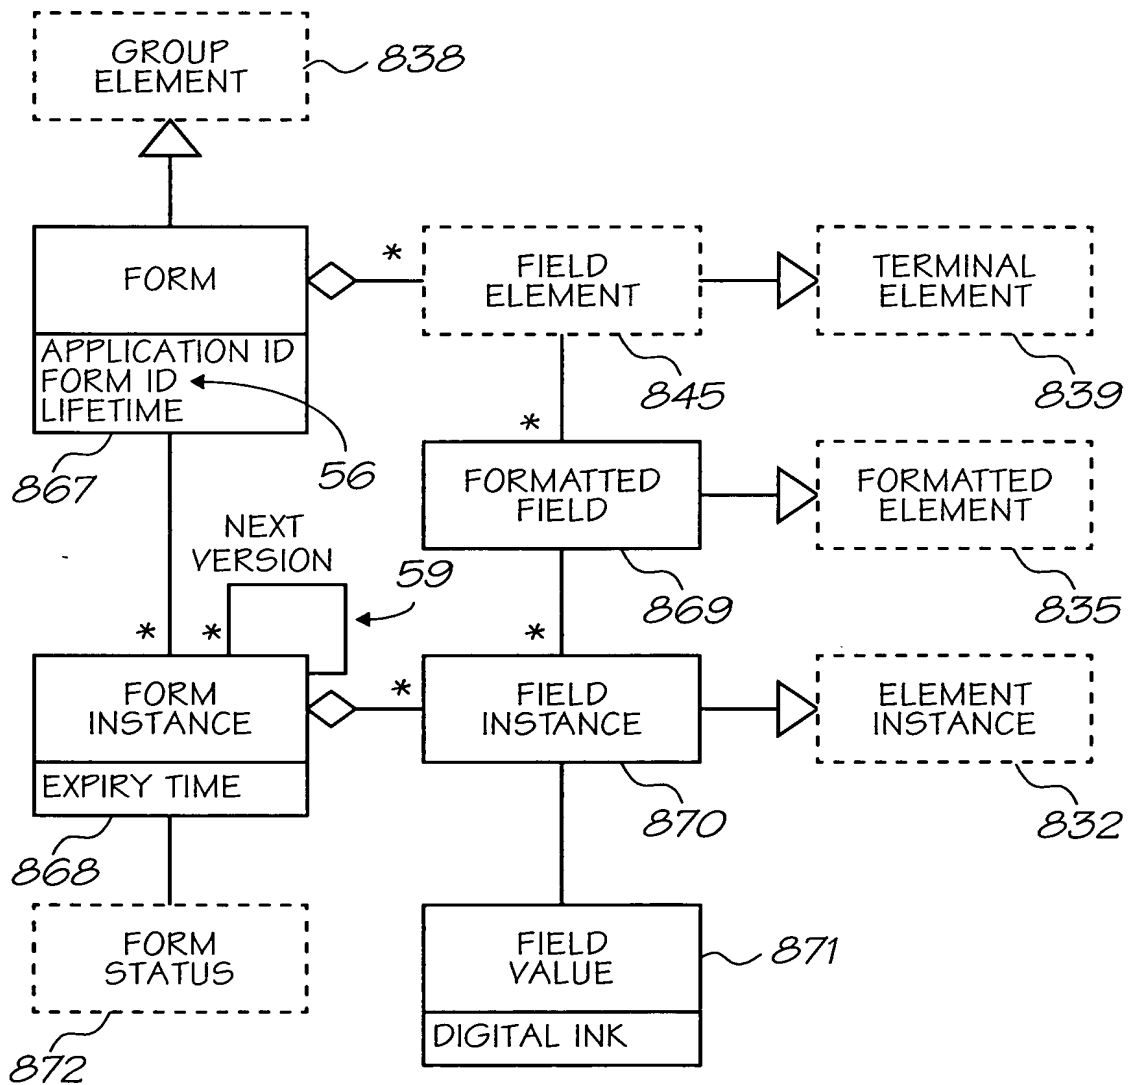 GROUP
ELEMENT
838
FORM
*
FIELD
ELEMENT
TERMINAL
ELEMENT
APPLICATION ID
FORM ID
LIFETIME
845
839
867
56
*
FORMATTED
FIELD
FORMATTED
ELEMENT
NEXT
VERSION
59
869
835
*
*
*
FORM
INSTANCE
*
FIELD
INSTANCE
ELEMENT
INSTANCE
EXPIRY TIME
870
832
868
FORM
STATUS
FIELD
VALUE
871
DIGITAL INK
872